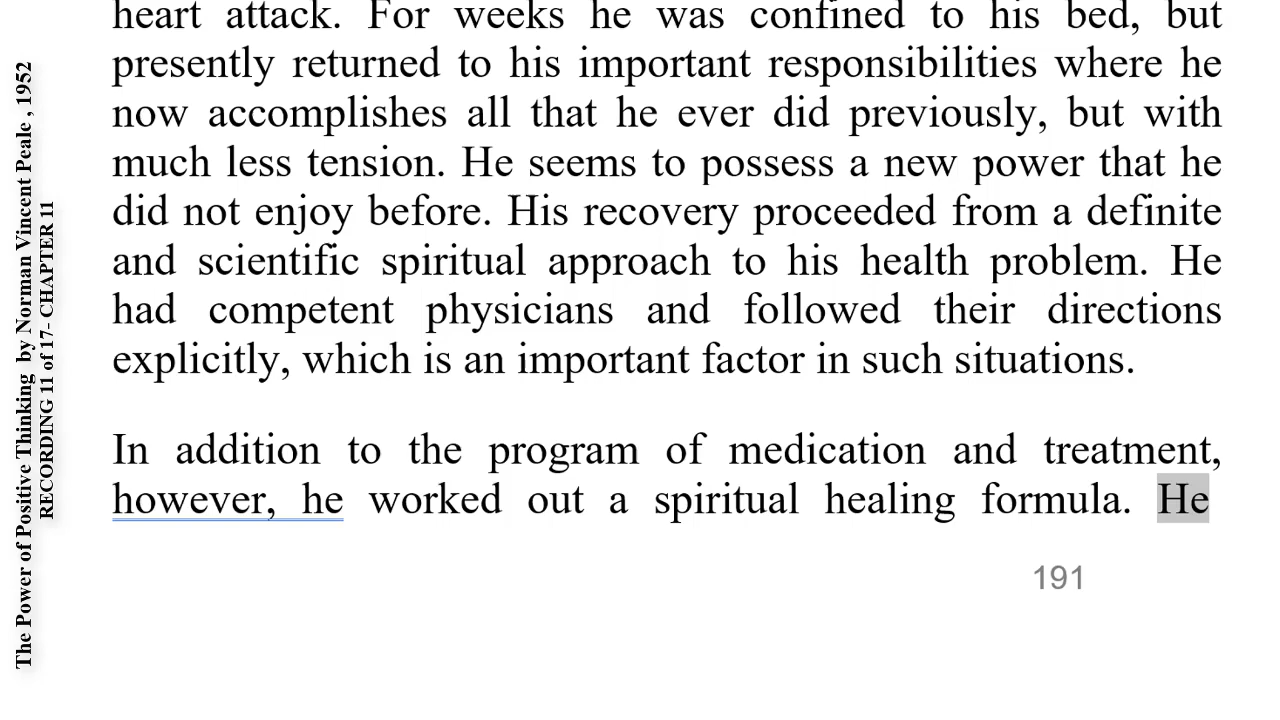 The Power of Positive Thinking by Norman Vincent Peale , 1952
RECORDING 11 of 17- CHAPTER 11
heart attack. For weeks he was confined to his bed, but
presently returned to his important responsibilities where he
now accomplishes all that he ever did previously, but with
much less tension. He seems to possess a new power that he
did not enjoy before. His recovery proceeded from a definite
and scientific spiritual approach to his health problem. He
had competent physicians and followed their directions
explicitly, which is an important factor in such situations.
In addition to the program of medication and treatment,
however, he worked out a spiritual healing formula. He
191